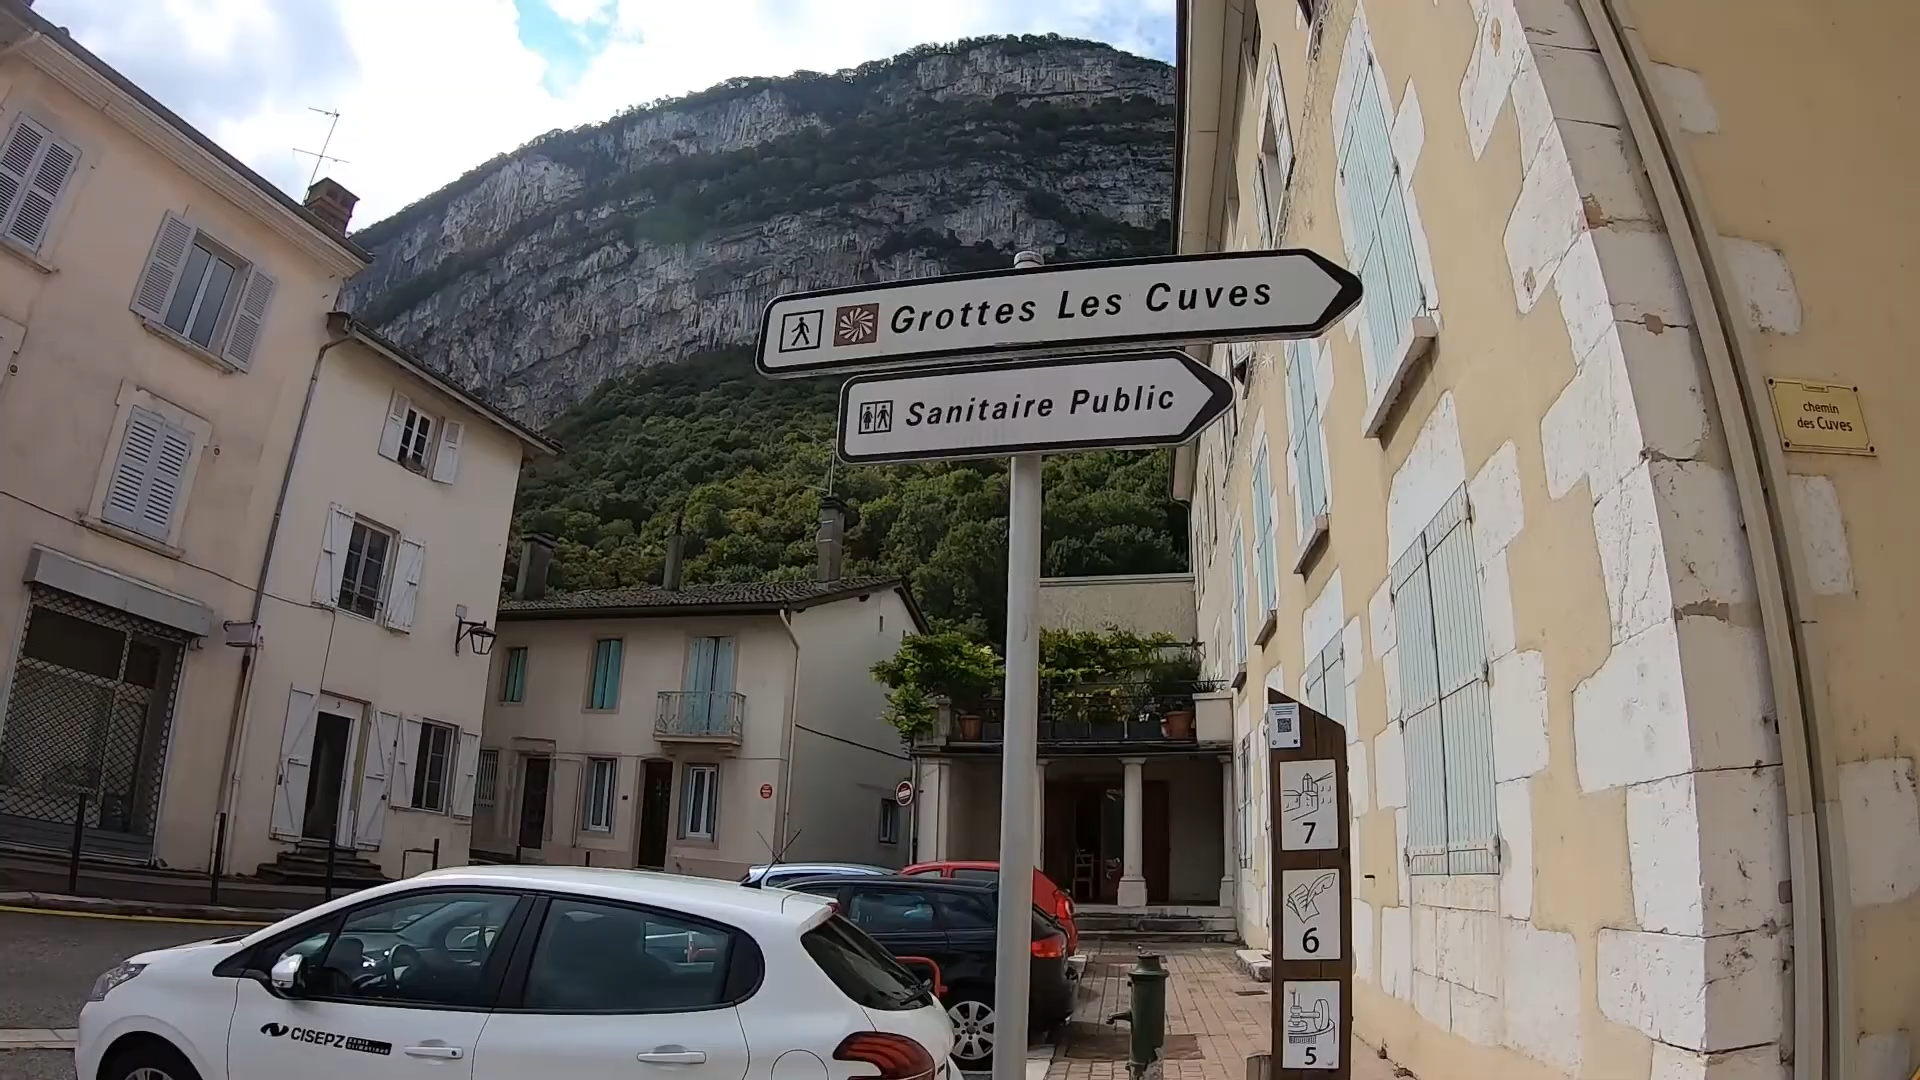 Grottes Les Cuves
Sanitaire Public
chemin
des Cuves
7
6
5
CISEPZ